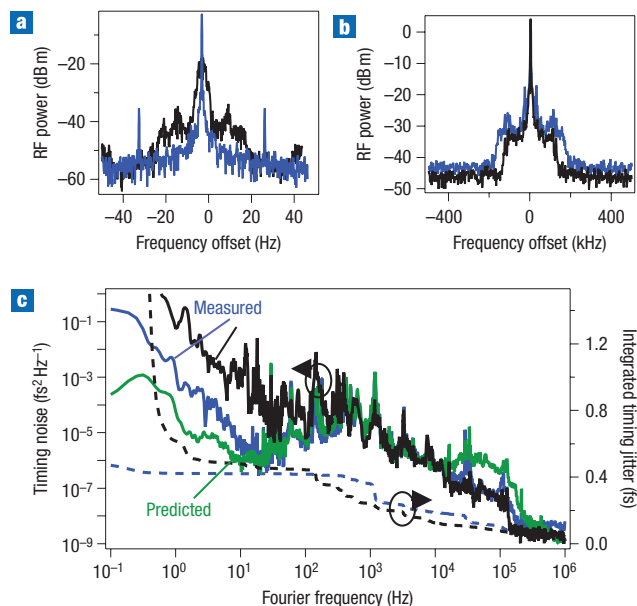 a
b
RF power (dB m)
−20
−40
−60
−40 −20 0 20 40
Frequency offset (Hz)
RF power (dB m)
0
−10
−20
−30
−40
−50
−400 0 400
Frequency offset (kHz)
c
Timing noise (fs² Hz⁻¹)
10⁻¹
10⁻³
10⁻⁵
10⁻⁷
10⁻⁹
Measured
Predicted
1.2
0.8
0.4
0.0
Integrated timing jitter (fs)
10⁻¹ 10⁰ 10¹ 10² 10³ 10⁴ 10⁵ 10⁶
Fourier frequency (Hz)